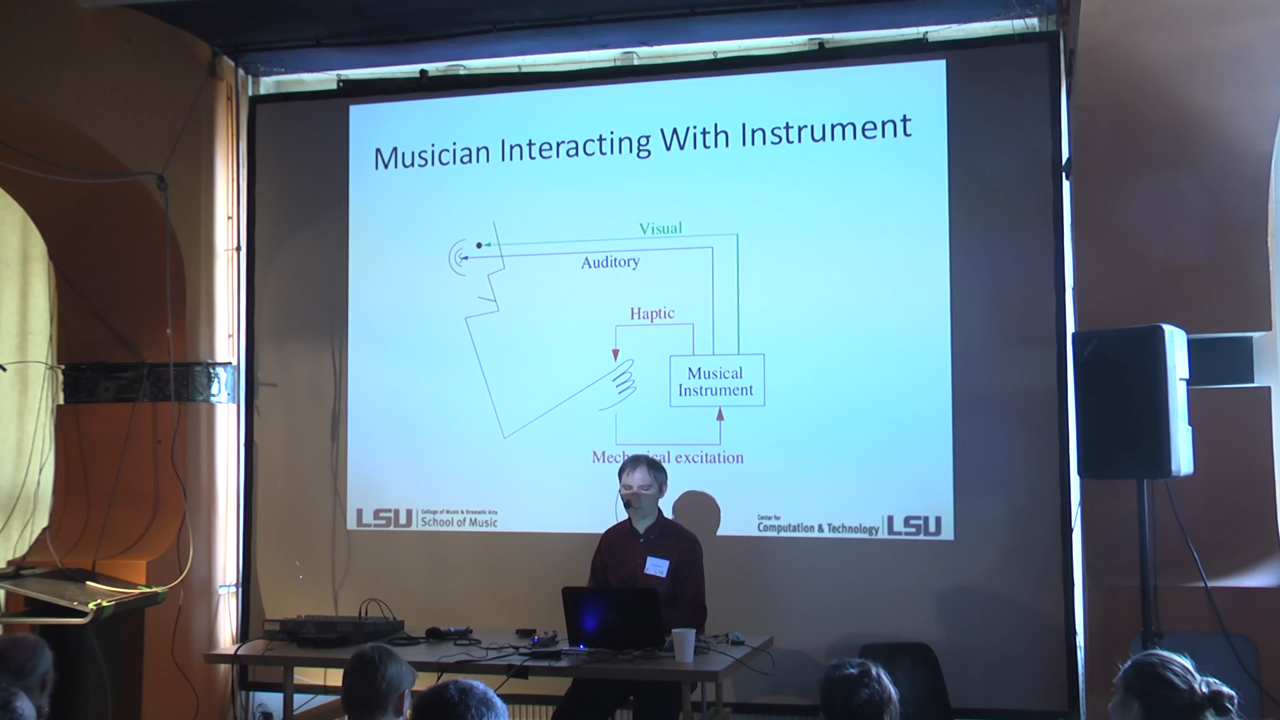 Musician Interacting With Instrument
Visual
Auditory
Haptic
Musical
Instrument
Mechanical excitation
LSU
College of Music & Dramatic Arts
School of Music
Center for
Computation & Technology
LSU